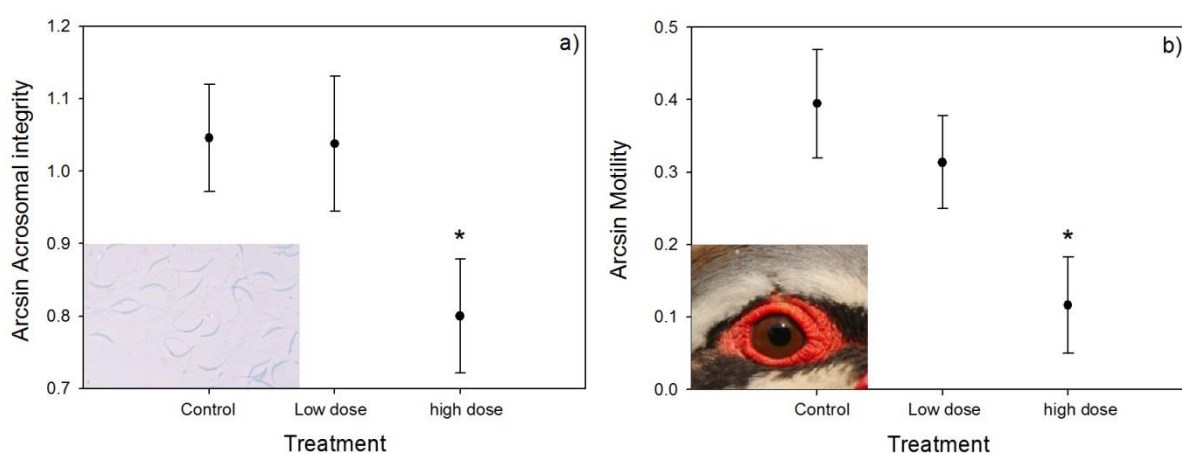 a)
Arcsin Acrosomal integrity
1.2
1.1
1.0
0.9
0.8
0.7
*
Control
Low dose
high dose
Treatment
b)
Arcsin Motility
0.5
0.4
0.3
0.2
0.1
0.0
*
Control
Low dose
high dose
Treatment